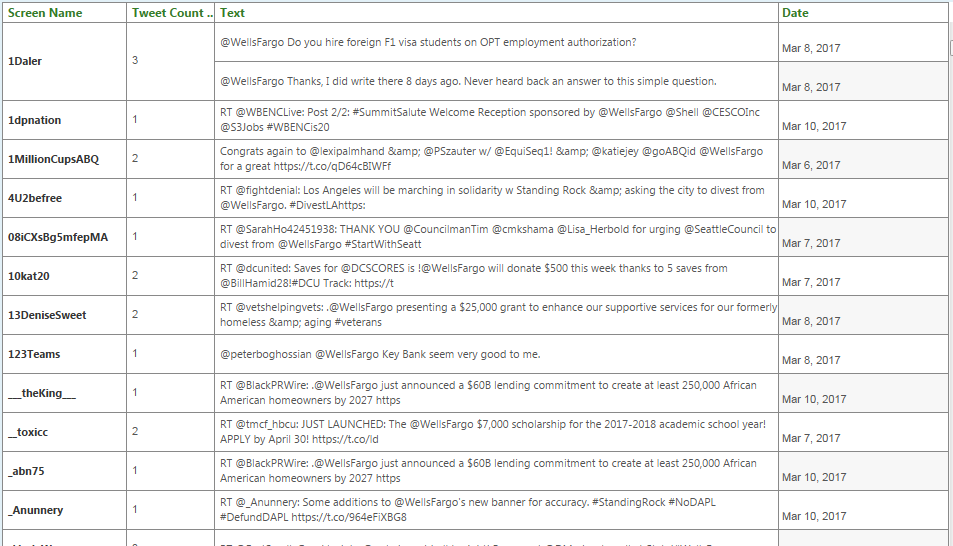 Screen Name Tweet Count .. Text Date
1Daler 3 @WellsFargo Do you hire foreign F1 visa students on OPT employment authorization? Mar 8, 2017
@WellsFargo Thanks, I did write there 8 days ago. Never heard back an answer to this simple question. Mar 8, 2017
1dpnation 1 RT @WBENCLive: Post 2/2: #SummitSalute Welcome Reception sponsored by @WellsFargo @Shell @CESCOInc
@S3Jobs #WBENCis20 Mar 10, 2017
1MillionCupsABQ 2 Congrats again to @lexipalmhand &amp; @PSzauter w/ @EquiSeq1! &amp; @katiejey @goABQid @WellsFargo
for a great https://t.co/qD64cBIWFf Mar 6, 2017
4U2befree 1 RT @fightdenial: Los Angeles will be marching in solidarity w Standing Rock &amp; asking the city to divest from
@WellsFargo. #DivestLAhttps: Mar 10, 2017
08iCXsBg5mfepMA 1 RT @SarahHo42451938: THANK YOU @CouncilmanTim @cmkshama @Lisa_Herbold for urging @SeattleCouncil to
divest from @WellsFargo #StartWithSeatt Mar 7, 2017
10kat20 2 RT @dcunited: Saves for @DCSCORES is !@WellsFargo will donate $500 this week thanks to 5 saves from
@BillHamid28!#DCU Track: https://t Mar 7, 2017
13DeniseSweet 2 RT @vetshelpingvets: .@WellsFargo presenting a $25,000 grant to enhance our supportive services for our formerly
homeless &amp; aging #veterans Mar 8, 2017
123Teams 1 @peterboghossian @WellsFargo Key Bank seem very good to me. Mar 8, 2017
___theKing___ 1 RT @BlackPRWire: .@WellsFargo just announced a $60B lending commitment to create at least 250,000 African
American homeowners by 2027 https Mar 10, 2017
__toxicc 2 RT @tmcf_hbcu: JUST LAUNCHED: The @WellsFargo $7,000 scholarship for the 2017-2018 academic school year!
APPLY by April 30! https://t.co/ld Mar 7, 2017
_abn75 1 RT @BlackPRWire: .@WellsFargo just announced a $60B lending commitment to create at least 250,000 African
American homeowners by 2027 https Mar 10, 2017
_Anunnery 1 RT @_Anunnery: Some additions to @WellsFargo's new banner for accuracy. #StandingRock #NoDAPL
#DefundDAPL https://t.co/964eFiXBG8 Mar 10, 2017